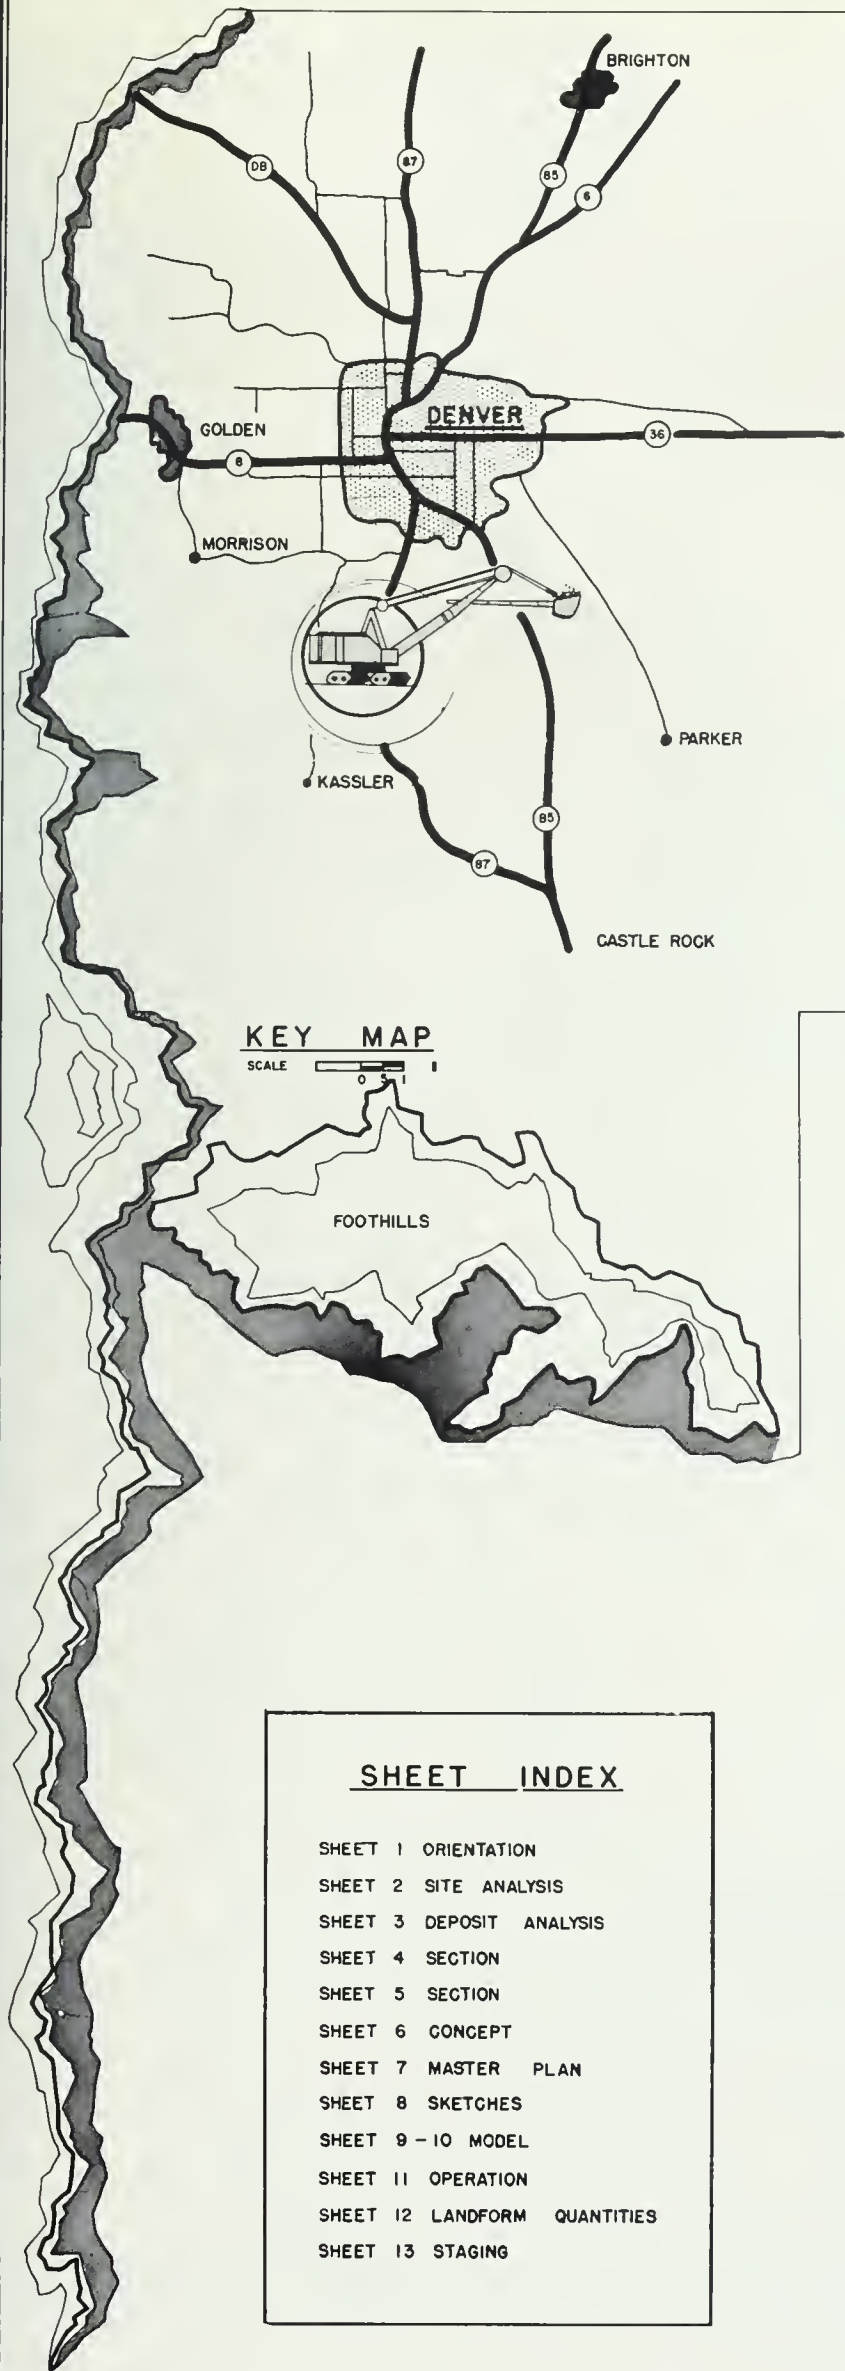 BRIGHTON
DB
87
85
6
DENVER
36
GOLDEN
8
MORRISON
PARKER
KASSLER
85
87
CASTLE ROCK
KEY MAP
SCALE
0 .5 1
FOOTHILLS
SHEET INDEX
SHEET 1 ORIENTATION
SHEET 2 SITE ANALYSIS
SHEET 3 DEPOSIT ANALYSIS
SHEET 4 SECTION
SHEET 5 SECTION
SHEET 6 CONCEPT
SHEET 7 MASTER PLAN
SHEET 8 SKETCHES
SHEET 9-10 MODEL
SHEET 11 OPERATION
SHEET 12 LANDFORM QUANTITIES
SHEET 13 STAGING